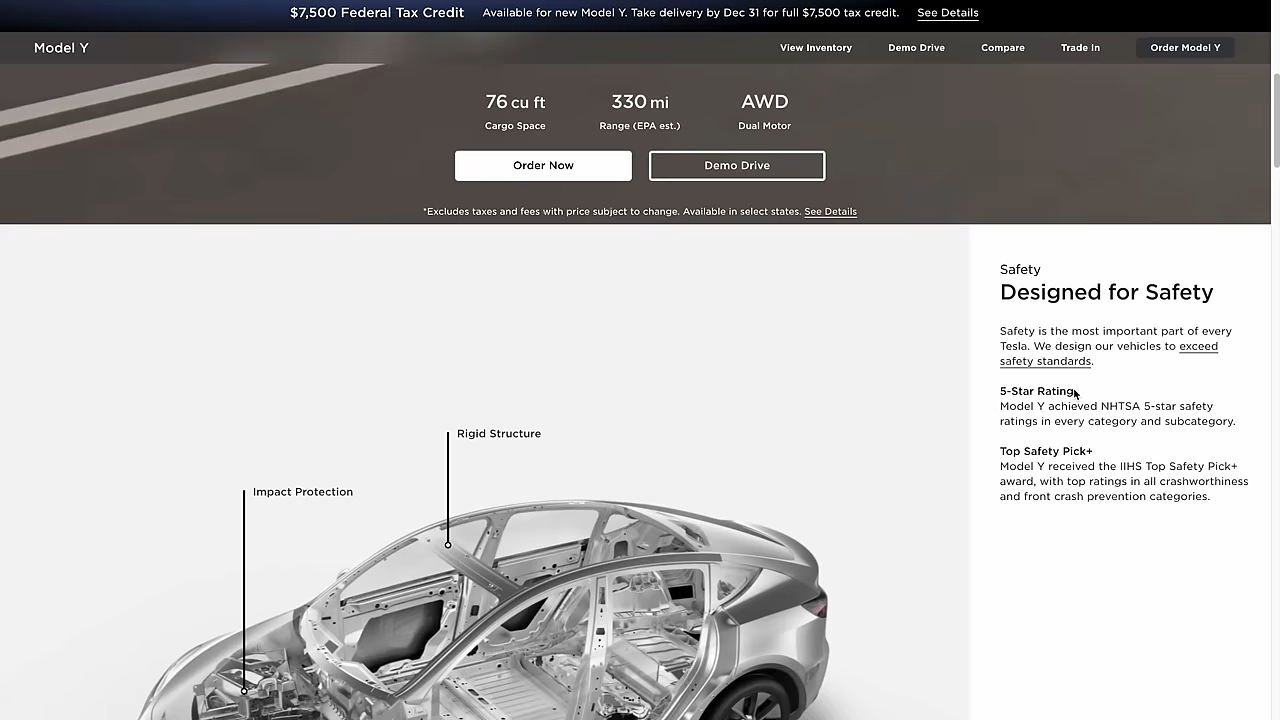 $7,500 Federal Tax Credit Available for new Model Y. Take delivery by Dec 31 for full $7,500 tax credit. See Details
Model Y View Inventory Demo Drive Compare Trade In Order Model Y
76 cu ft 330 mi AWD
Cargo Space Range (EPA est.) Dual Motor
Order Now Demo Drive
*Excludes taxes and fees with price subject to change. Available in select states. See Details
Safety
Designed for Safety
Safety is the most important part of every
Tesla. We design our vehicles to exceed
safety standards.
5-Star Rating
Model Y achieved NHTSA 5-star safety
ratings in every category and subcategory.
Top Safety Pick+
Model Y received the IIHS Top Safety Pick+
award, with top ratings in all crashworthiness
and front crash prevention categories.
Rigid Structure
Impact Protection